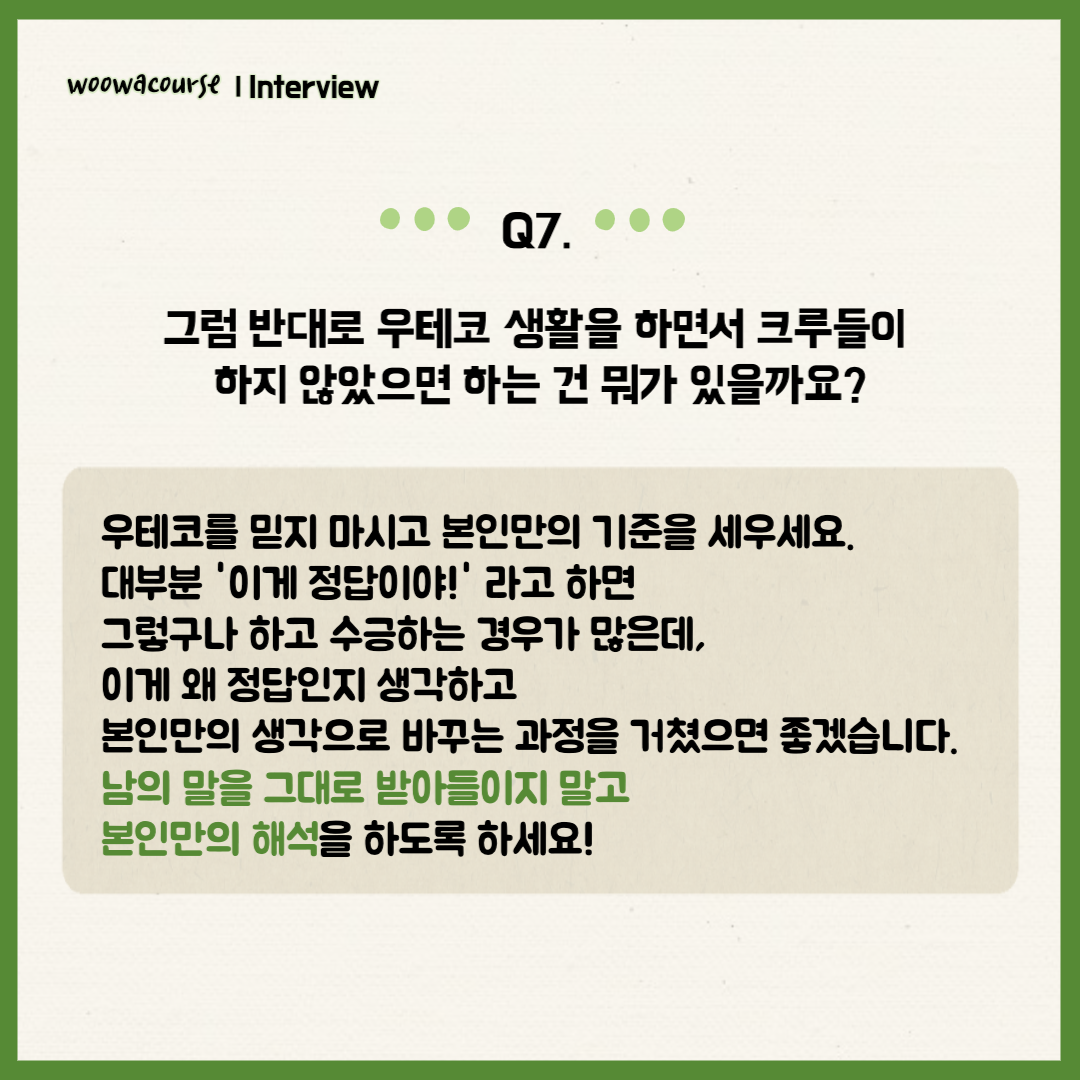 woowacourse | Interview
Q7.
그럼 반대로 우테코 생활을 하면서 크루들이
하지 않았으면 하는 건 뭐가 있을까요?
우테코를 믿지 마시고 본인만의 기준을 세우세요.
대부분 '이게 정답이야!' 라고 하면
그렇구나 하고 수긍하는 경우가 많은데,
이게 왜 정답인지 생각하고
본인만의 생각으로 바꾸는 과정을 거쳤으면 좋겠습니다.
남의 말을 그대로 받아들이지 말고
본인만의 해석을 하도록 하세요!